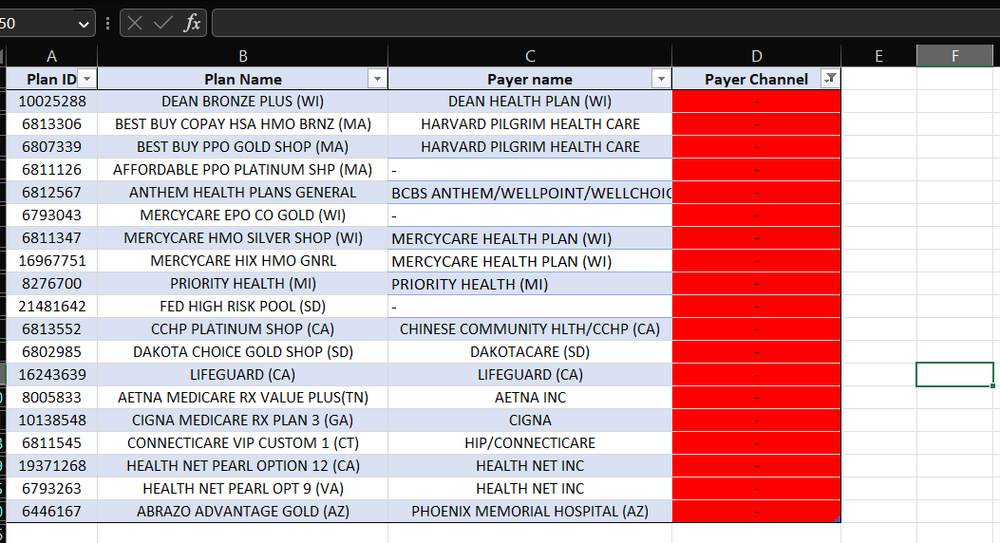 50 fx
A B C D E F
Plan ID Plan Name Payer name Payer Channel
10025288 DEAN BRONZE PLUS (WI) DEAN HEALTH PLAN (WI) -
6813306 BEST BUY COPAY HSA HMO BRNZ (MA) HARVARD PILGRIM HEALTH CARE -
6807339 BEST BUY PPO GOLD SHOP (MA) HARVARD PILGRIM HEALTH CARE -
6811126 AFFORDABLE PPO PLATINUM SHP (MA) - -
6812567 ANTHEM HEALTH PLANS GENERAL BCBS ANTHEM/WELLPOINT/WELLCHOIC -
6793043 MERCYCARE EPO CO GOLD (WI) - -
6811347 MERCYCARE HMO SILVER SHOP (WI) MERCYCARE HEALTH PLAN (WI) -
16967751 MERCYCARE HIX HMO GNRL MERCYCARE HEALTH PLAN (WI) -
8276700 PRIORITY HEALTH (MI) PRIORITY HEALTH (MI) -
21481642 FED HIGH RISK POOL (SD) - -
6813552 CCHP PLATINUM SHOP (CA) CHINESE COMMUNITY HLTH/CCHP (CA) -
6802985 DAKOTA CHOICE GOLD SHOP (SD) DAKOTACARE (SD) -
16243639 LIFEGUARD (CA) LIFEGUARD (CA) -
8005833 AETNA MEDICARE RX VALUE PLUS(TN) AETNA INC -
10138548 CIGNA MEDICARE RX PLAN 3 (GA) CIGNA -
6811545 CONNECTICARE VIP CUSTOM 1 (CT) HIP/CONNECTICARE -
19371268 HEALTH NET PEARL OPTION 12 (CA) HEALTH NET INC -
6793263 HEALTH NET PEARL OPT 9 (VA) HEALTH NET INC -
6446167 ABRAZO ADVANTAGE GOLD (AZ) PHOENIX MEMORIAL HOSPITAL (AZ) -